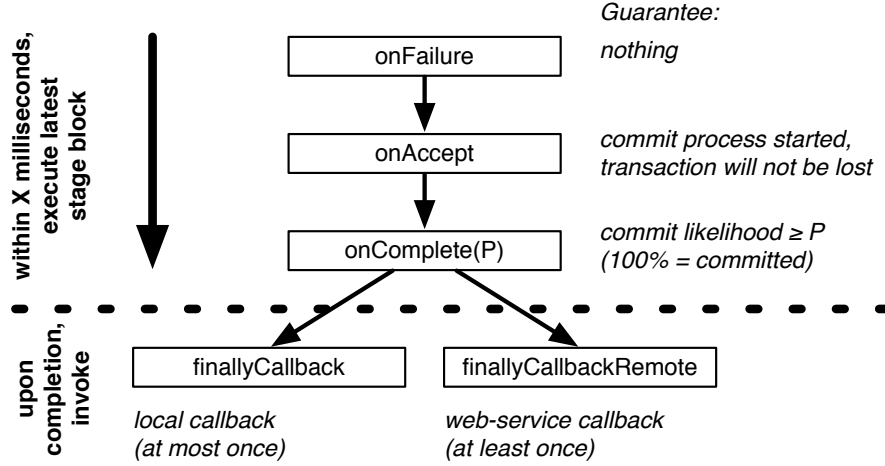 Guarantee:
onFailure
nothing
within X milliseconds,
execute latest
stage block
onAccept
commit process started,
transaction will not be lost
onComplete(P)
commit likelihood ≥ P
(100% = committed)
upon
completion,
invoke
finallyCallback
finallyCallbackRemote
local callback
(at most once)
web-service callback
(at least once)